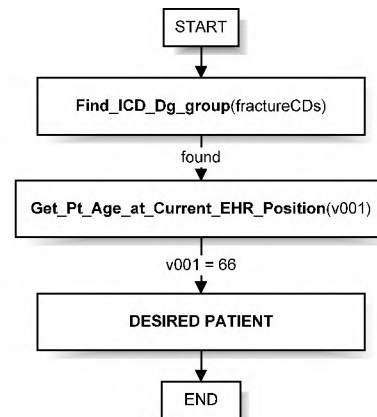 START
Find_ICD_Dg_group(fractureCDs)
found
Get_Pt_Age_at_Current_EHR_Position(v001)
v001 = 66
DESIRED PATIENT
END